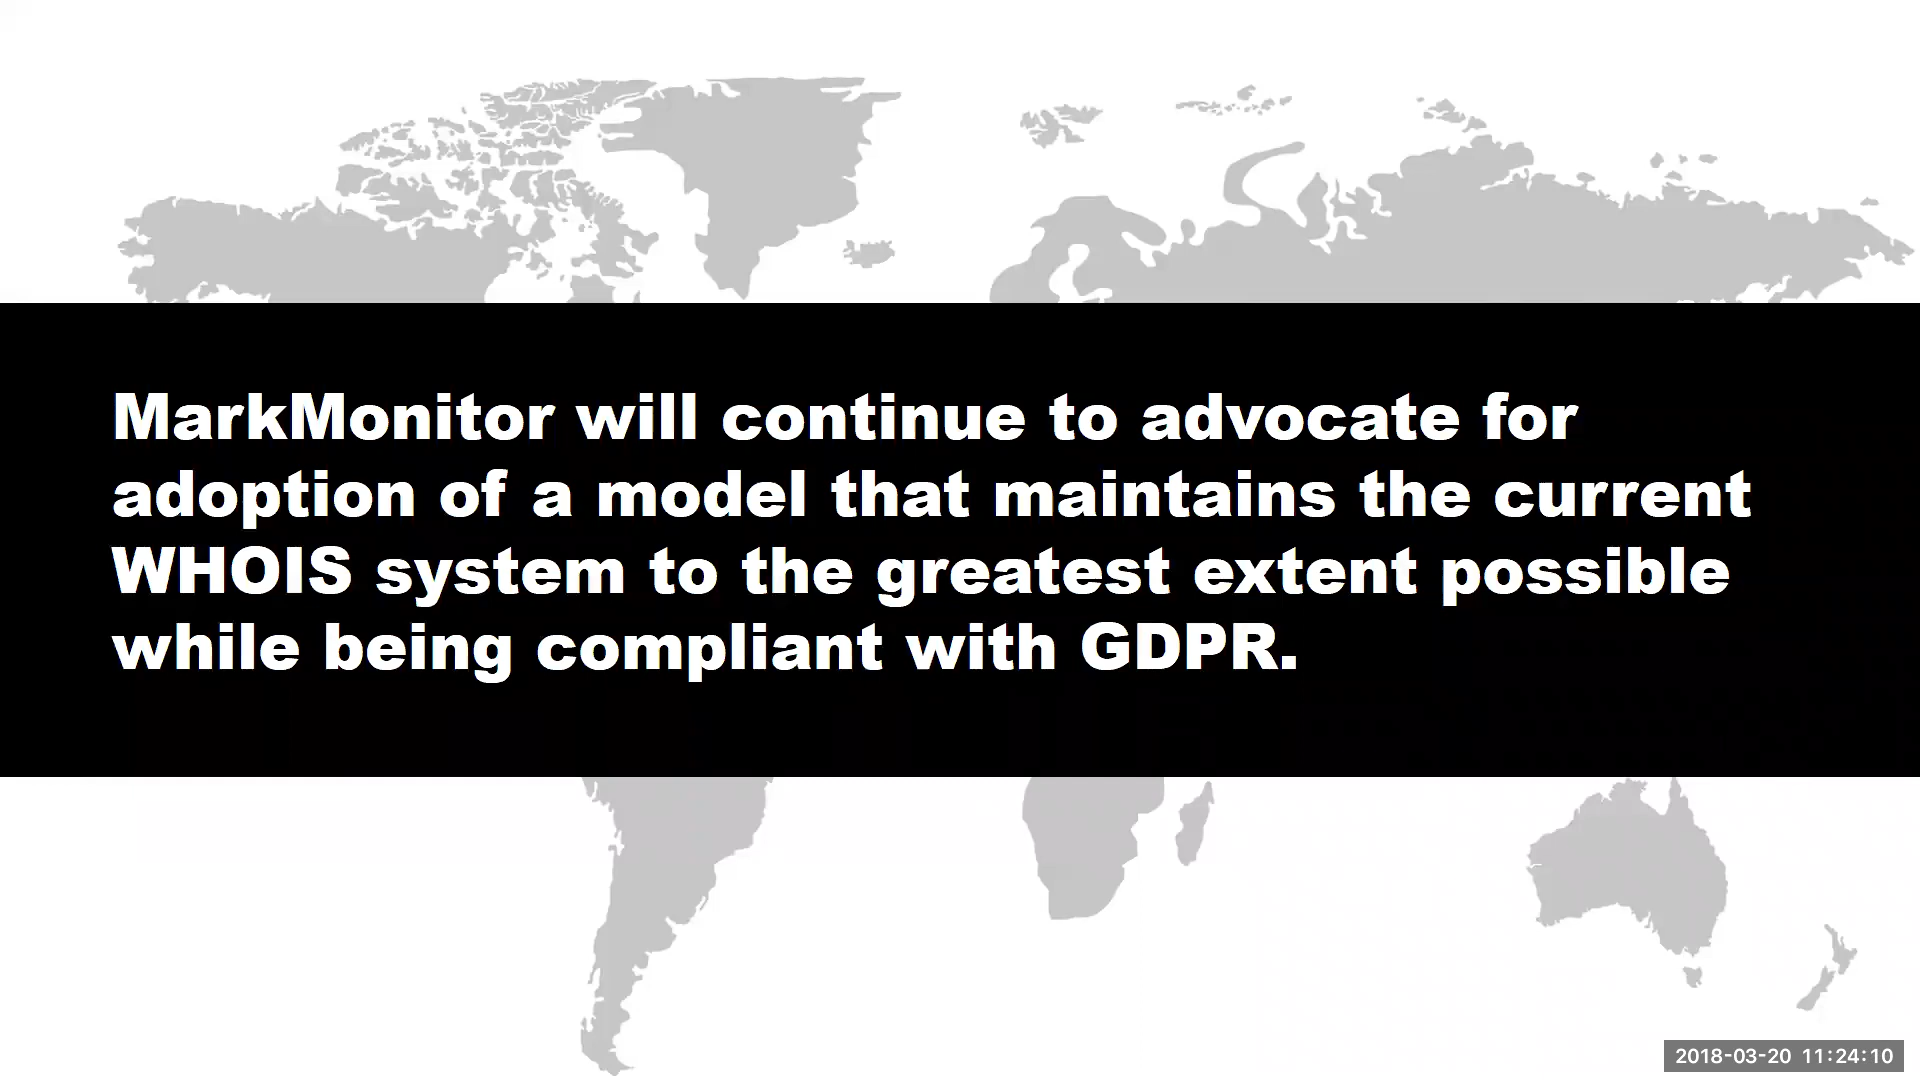 MarkMonitor will continue to advocate for
adoption of a model that maintains the current
WHOIS system to the greatest extent possible
while being compliant with GDPR.
2018-03-20 11:24:10